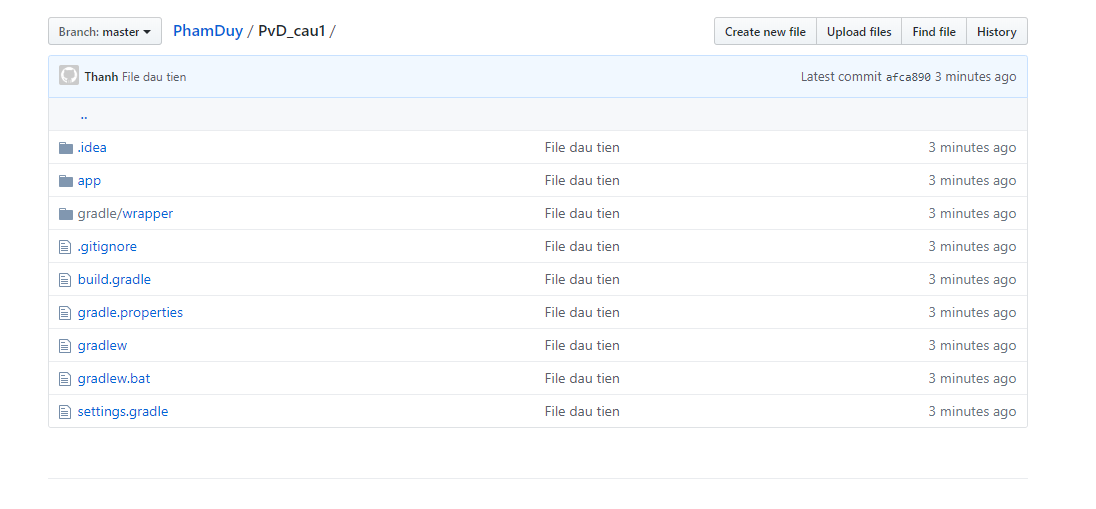 Branch: master PhamDuy / PvD_cau1 / Create new file Upload files Find file History
Thanh File dau tien Latest commit afca890 3 minutes ago
..
.idea File dau tien 3 minutes ago
app File dau tien 3 minutes ago
gradle/wrapper File dau tien 3 minutes ago
.gitignore File dau tien 3 minutes ago
build.gradle File dau tien 3 minutes ago
gradle.properties File dau tien 3 minutes ago
gradlew File dau tien 3 minutes ago
gradlew.bat File dau tien 3 minutes ago
settings.gradle File dau tien 3 minutes ago